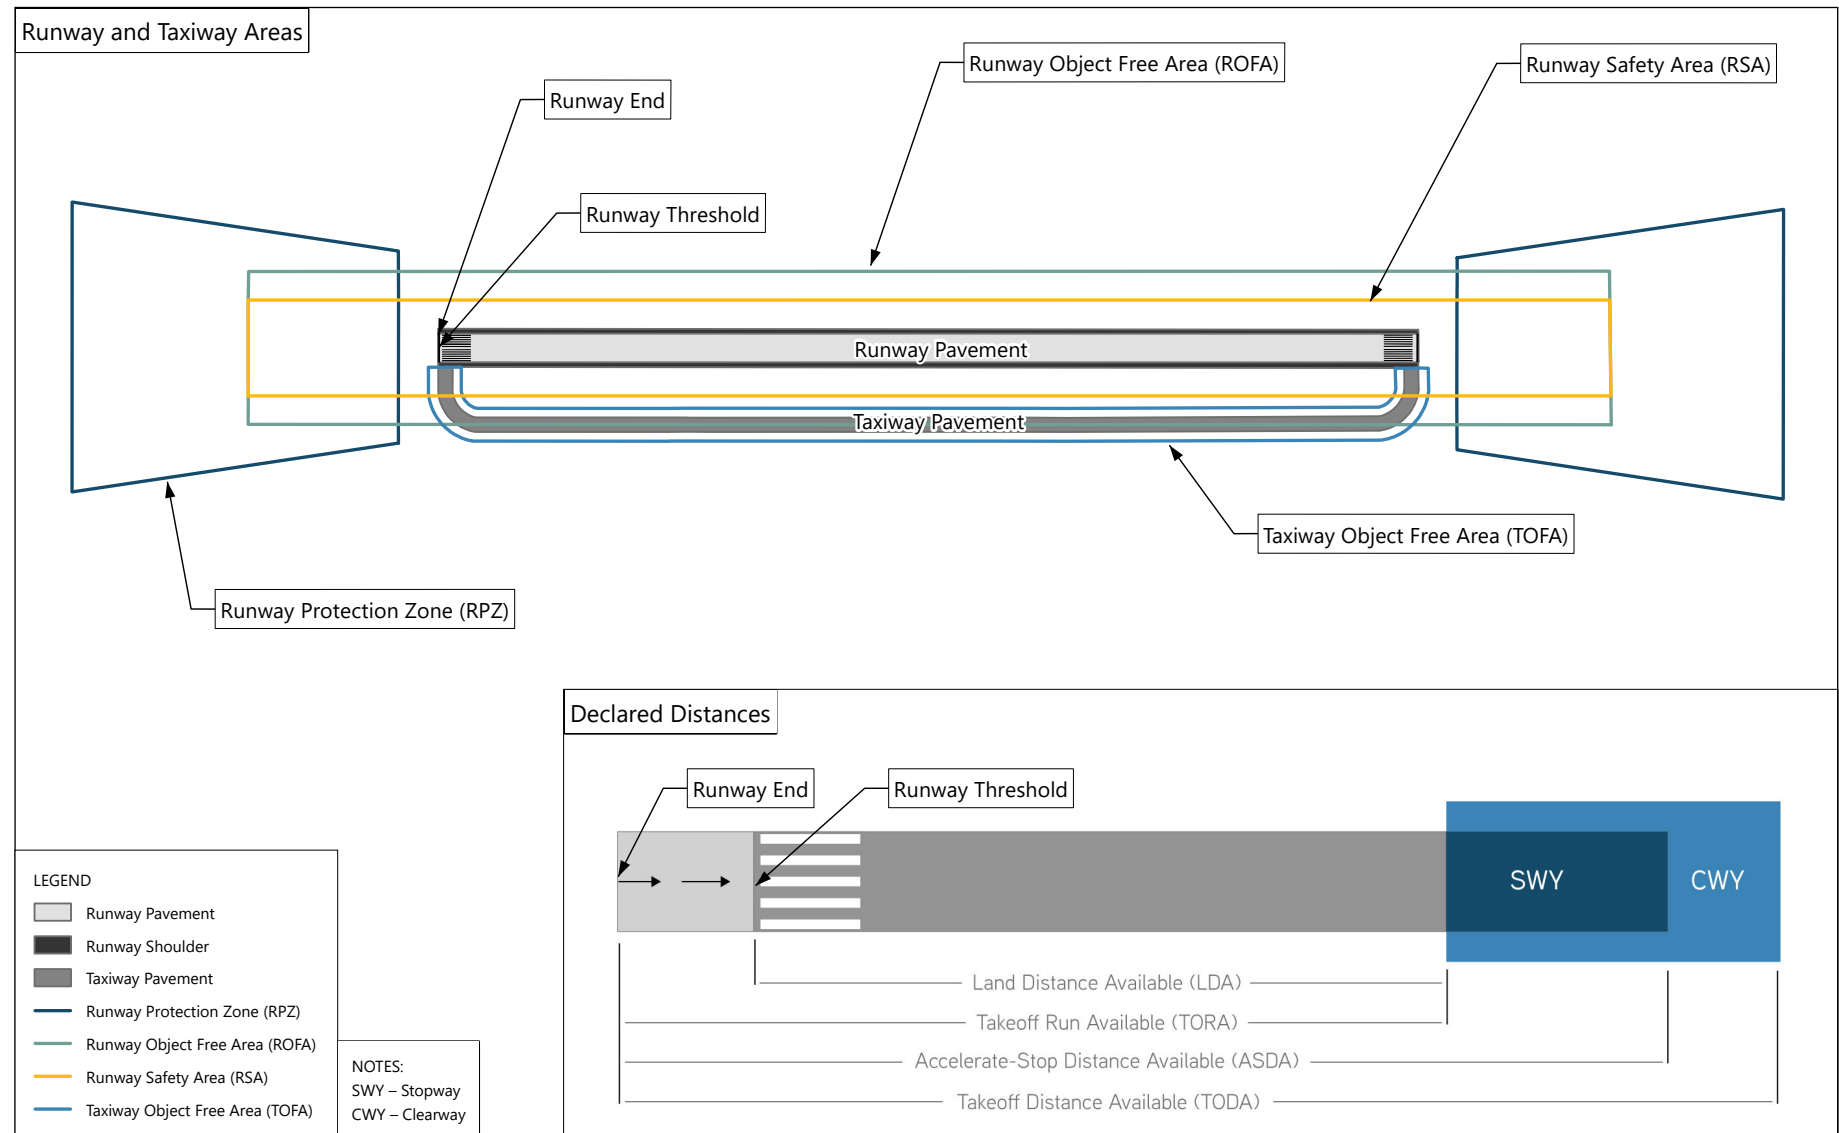 Runway and Taxiway Areas
Runway Object Free Area (ROFA)
Runway Safety Area (RSA)
Runway End
Runway Threshold
Runway Pavement
Taxiway Pavement
Taxiway Object Free Area (TOFA)
Runway Protection Zone (RPZ)
Declared Distances
Runway End
Runway Threshold
SWY
CWY
Land Distance Available (LDA)
Takeoff Run Available (TORA)
Accelerate-Stop Distance Available (ASDA)
Takeoff Distance Available (TODA)
LEGEND
Runway Pavement
Runway Shoulder
Taxiway Pavement
Runway Protection Zone (RPZ)
Runway Object Free Area (ROFA)
Runway Safety Area (RSA)
Taxiway Object Free Area (TOFA)
NOTES:
SWY – Stopway
CWY – Clearway